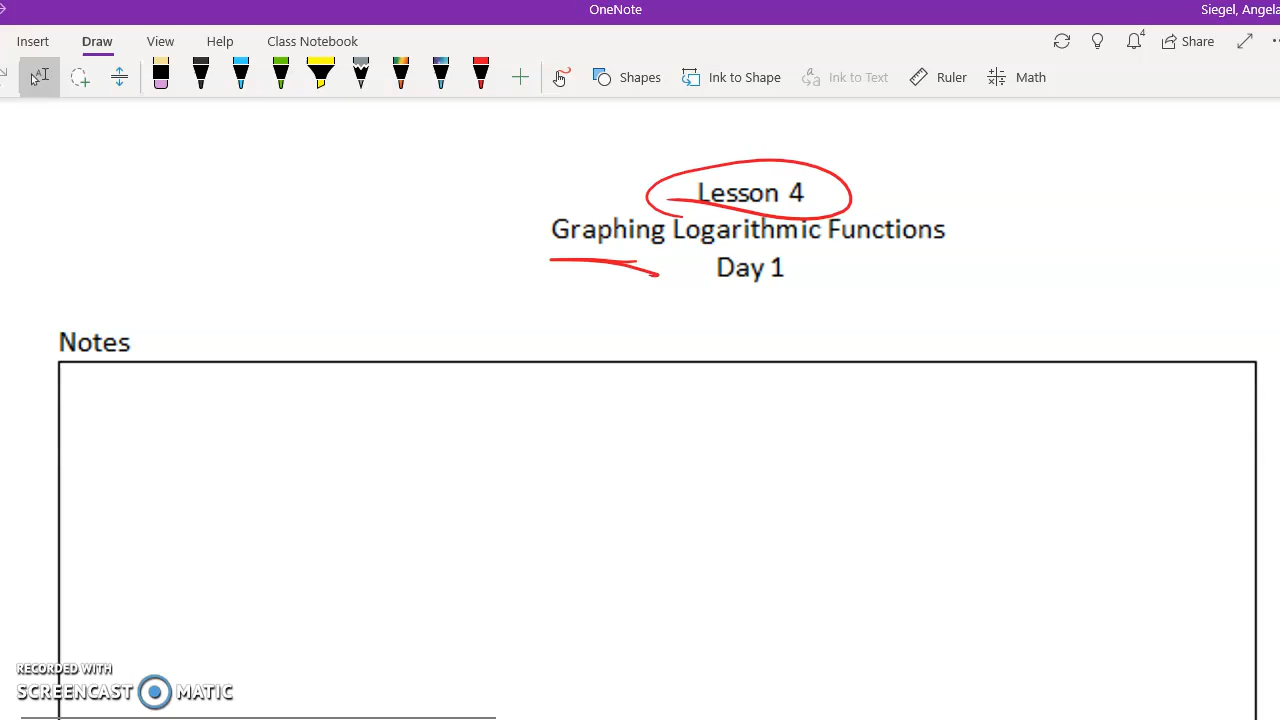 OneNote
Siegel, Angela
Insert Draw View Help Class Notebook
4 Share
Shapes Ink to Shape Ink to Text Ruler Math
Lesson 4
Graphing Logarithmic Functions
Day 1
Notes
RECORDED WITH
SCREENCAST MATIC